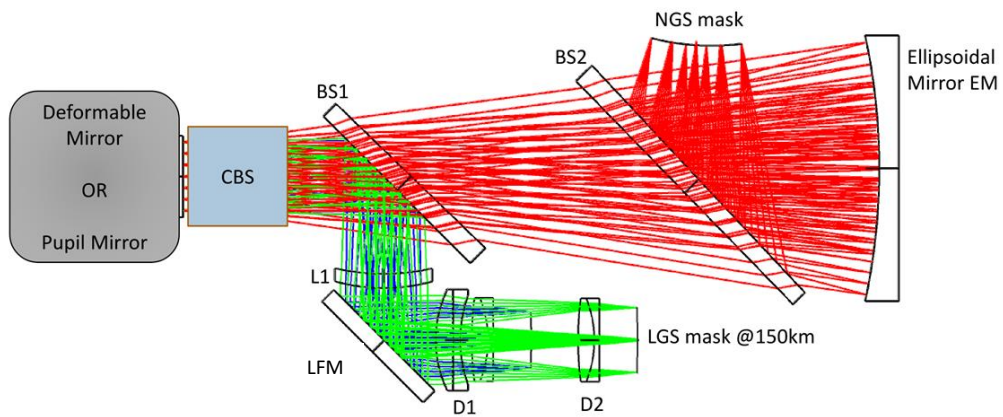 NGS mask
BS2
Ellipsoidal
Mirror EM
BS1
Deformable
Mirror
OR
Pupil Mirror
CBS
L1
LGS mask @150km
LFM
D1
D2